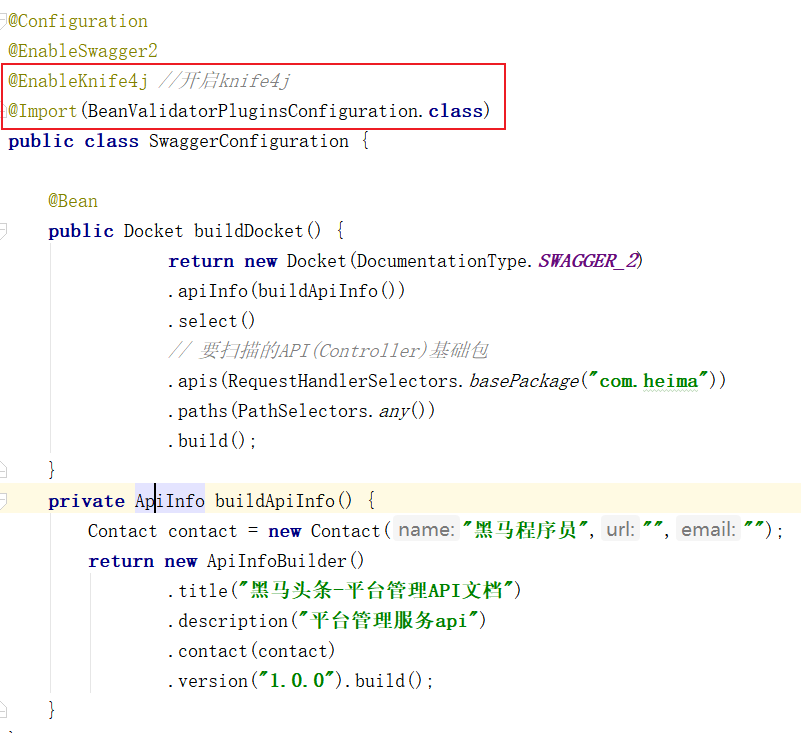 @Configuration
@EnableSwagger2
@EnableKnife4j //开启knife4j
@Import(BeanValidatorPluginsConfiguration.class)
public class SwaggerConfiguration {
@Bean
public Docket buildDocket() {
return new Docket(DocumentationType.SWAGGER_2)
.apiInfo(buildApiInfo())
.select()
// 要扫描的API(Controller)基础包
.apis(RequestHandlerSelectors.basePackage("com.heima"))
.paths(PathSelectors.any())
.build();
}
private ApiInfo buildApiInfo() {
Contact contact = new Contact( name: "黑马程序员", url: "", email: "");
return new ApiInfoBuilder()
.title("黑马头条-平台管理API文档")
.description("平台管理服务api")
.contact(contact)
.version("1.0.0").build();
}